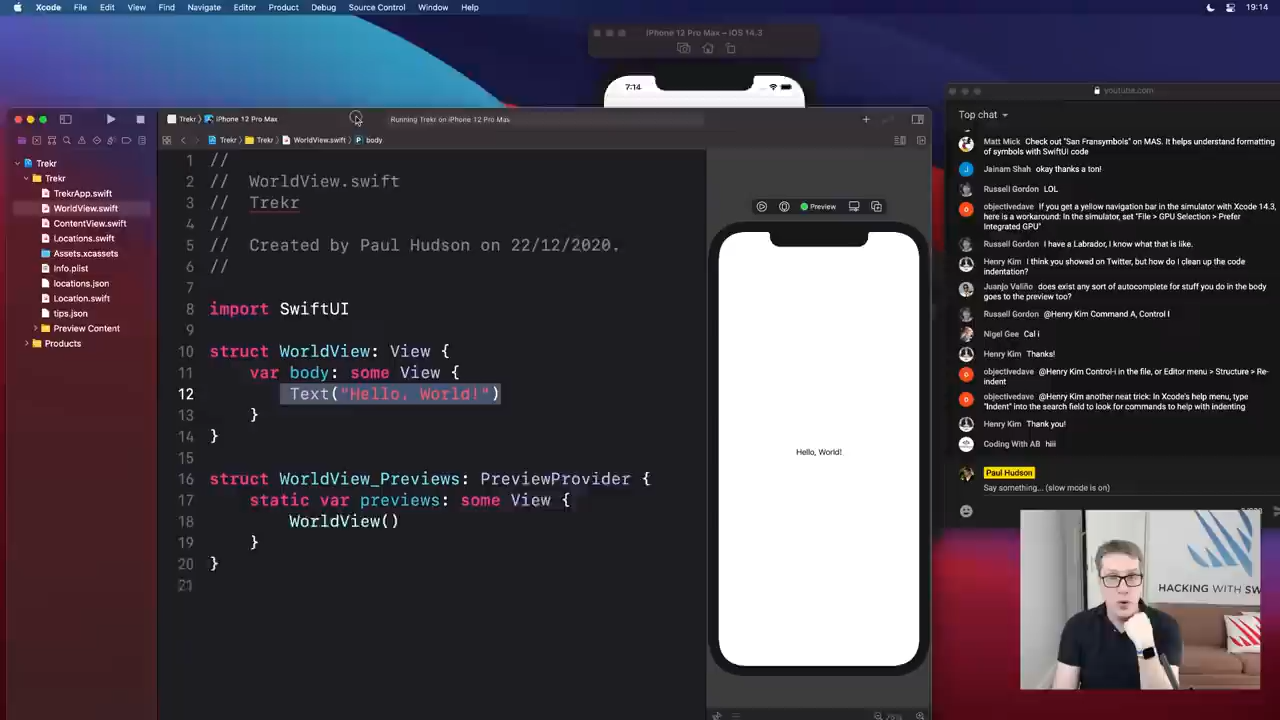 Xcode File Edit View Find Navigate Editor Product Debug Source Control Window Help 19:14
iPhone 12 Pro Max – iOS 14.3
7:14
Trekr iPhone 12 Pro Max
Running Trekr on iPhone 12 Pro Max
Trekr Trekr WorldView.swift P body
Trekr
Trekr
TrekrApp.swift
WorldView.swift
ContentView.swift
Locations.swift
Assets.xcassets
Info.plist
locations.json
Location.swift
tips.json
Preview Content
Products
1 //
2 // WorldView.swift
3 // Trekr
4 //
5 // Created by Paul Hudson on 22/12/2020.
6 //
7
8 import SwiftUI
9
10 struct WorldView: View {
11 var body: some View {
12 Text("Hello, World!")
13 }
14 }
15
16 struct WorldView_Previews: PreviewProvider {
17 static var previews: some View {
18 WorldView()
19 }
20 }
21
Preview
Hello, World!
youtube.com
Top chat
Matt Mick Check out "San Fransymbols" on MAS. It helps understand formatting
of symbols with SwiftUI code
Jainam Shah okay thanks a ton!
Russell Gordon LOL
objectivedave If you get a yellow navigation bar in the simulator with Xcode 14.3,
here is a workaround: In the simulator, set "File > GPU Selection > Prefer
Integrated GPU"
Russell Gordon I have a Labrador, I know what that is like.
Henry Kim I think you showed on Twitter, but how do I clean up the code
indentation?
Juanjo Valiño does exist any sort of autocomplete for stuff you do in the body
goes to the preview too?
Russell Gordon @Henry Kim Command A, Control I
Nigel Gee Cal i
Henry Kim Thanks!
objectivedave @Henry Kim Control-i in the file, or Editor menu > Structure > Re-
indent
objectivedave @Henry Kim another neat trick: In Xcode's help menu, type
"Indent" into the search field to look for commands to help with indenting
Henry Kim Thank you!
Coding With AB hiii
Paul Hudson
Say something... (slow mode is on)
HACKING WITH SW